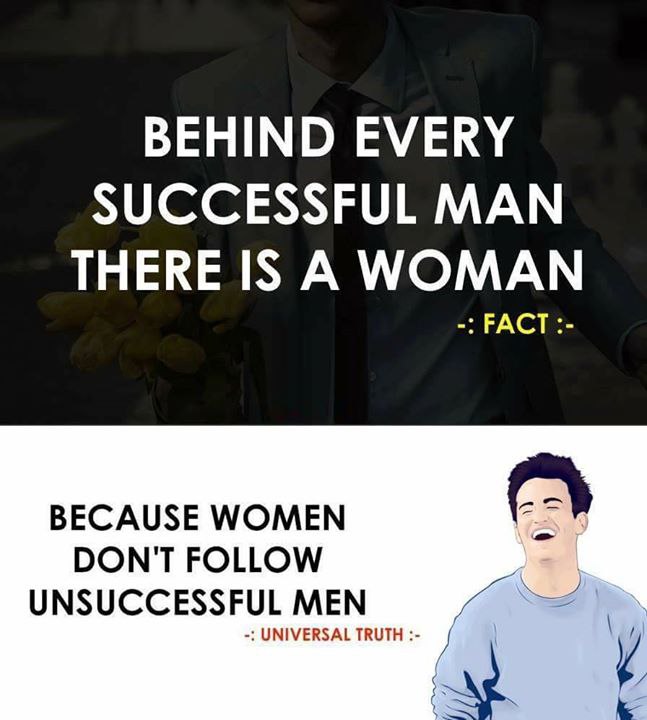 BEHIND EVERY
SUCCESSFUL MAN
THERE IS A WOMAN
-: FACT :-
BECAUSE WOMEN
DON'T FOLLOW
UNSUCCESSFUL MEN
-: UNIVERSAL TRUTH :-